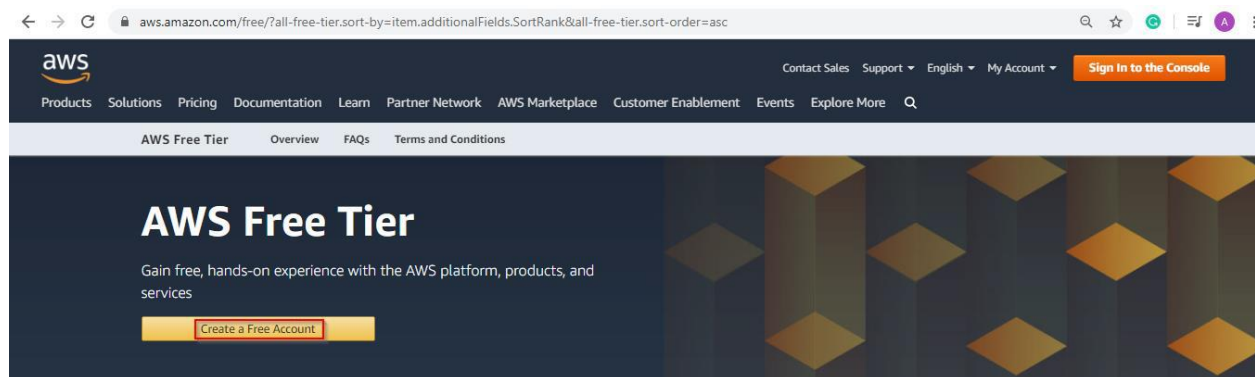 aws.amazon.com/free/?all-free-tier.sort-by=item.additionalFields.SortRank&all-free-tier.sort-order=asc
A
aws
Contact Sales Support English My Account Sign In to the Console
Products Solutions Pricing Documentation Learn Partner Network AWS Marketplace Customer Enablement Events Explore More
AWS Free Tier Overview FAQs Terms and Conditions
AWS Free Tier
Gain free, hands-on experience with the AWS platform, products, and
services
Create a Free Account